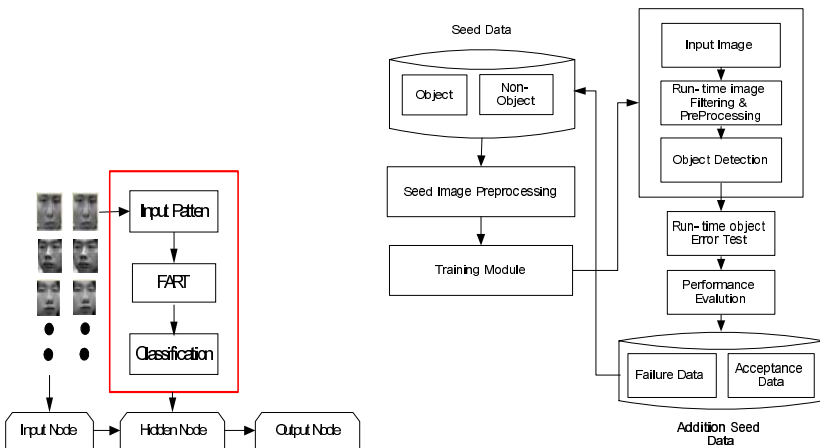 Input Patten
FART
Classification
Input Node
Hidden Node
Output Node
Seed Data
Object
Non-
Object
Seed Image Preprocessing
Training Module
Input Image
Run-time image
Filtering &
PreProcessing
Object Detection
Run-time object
Error Test
Performance
Evalution
Failure Data
Acceptance
Data
Addition Seed
Data